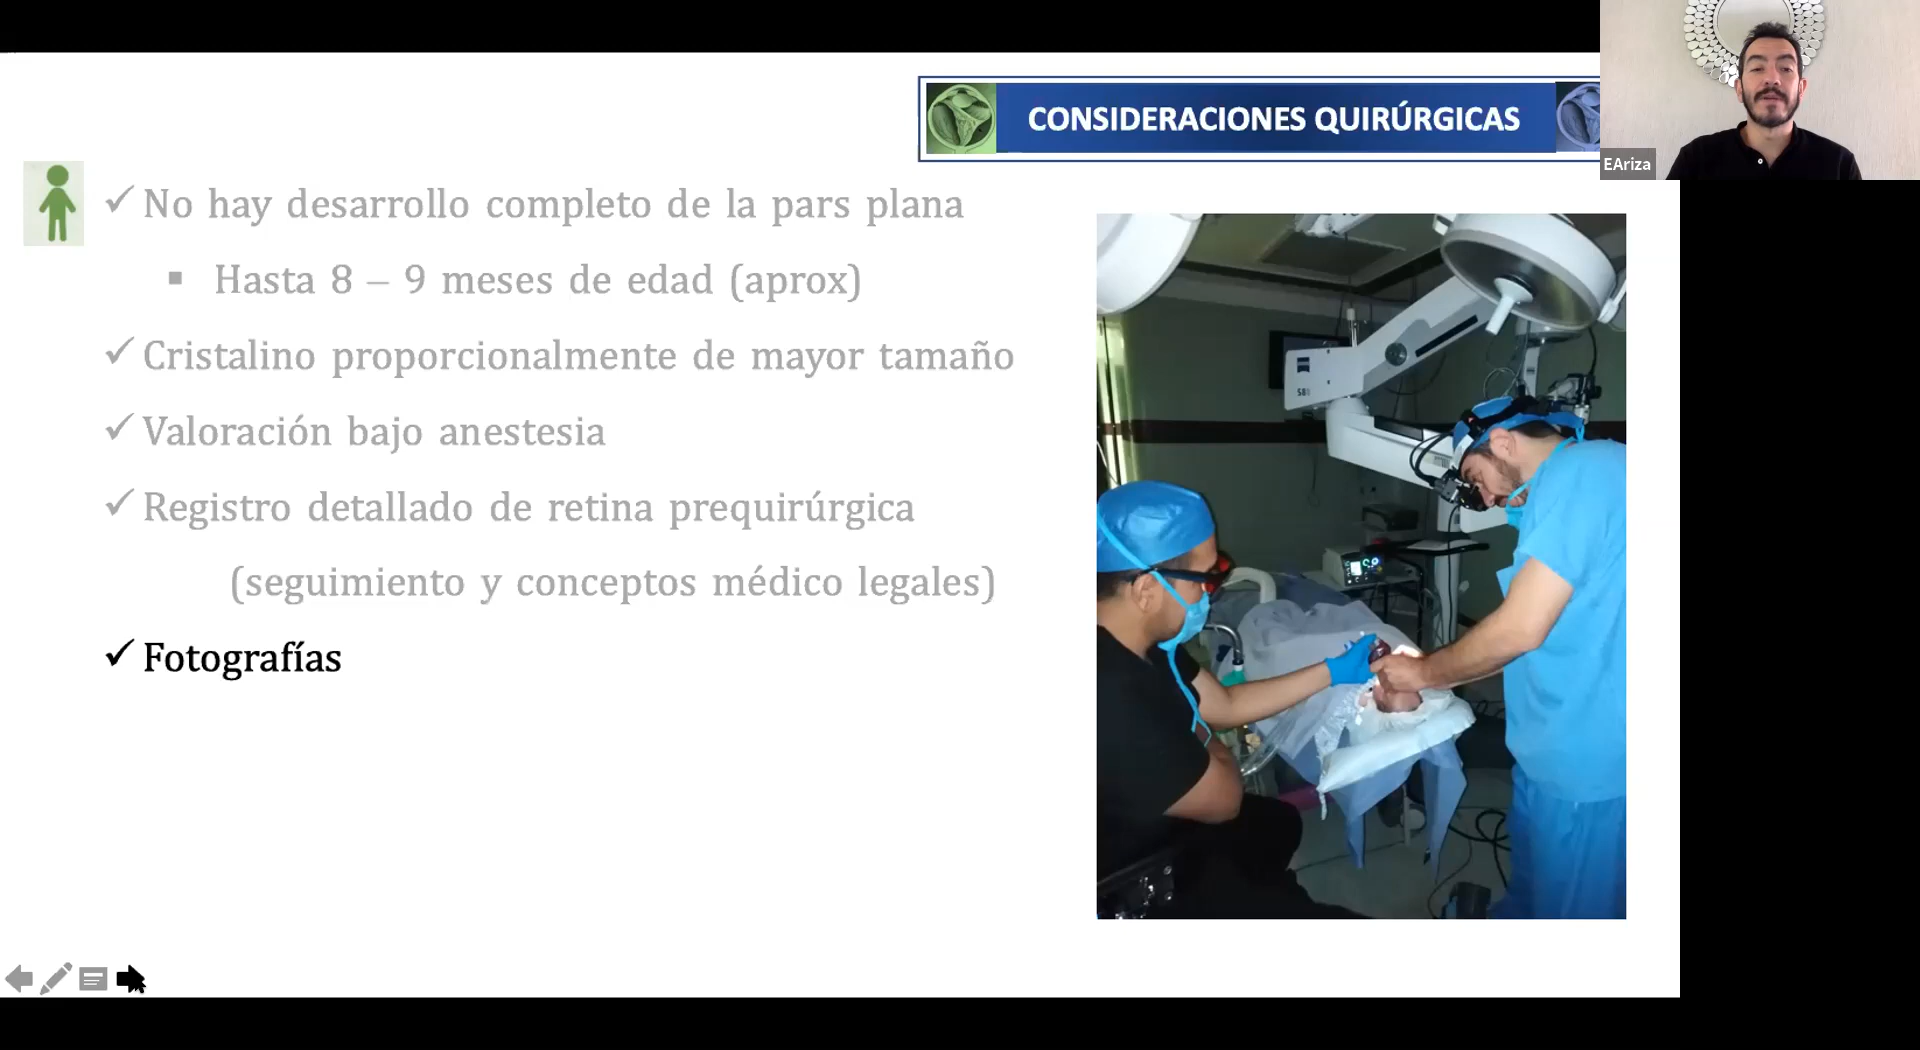 CONSIDERACIONES QUIRÚRGICAS
EAriza
✓ No hay desarrollo completo de la pars plana
▪ Hasta 8 – 9 meses de edad (aprox)
✓ Cristalino proporcionalmente de mayor tamaño
✓ Valoración bajo anestesia
✓ Registro detallado de retina prequirúrgica
(seguimiento y conceptos médico legales)
✓ Fotografías